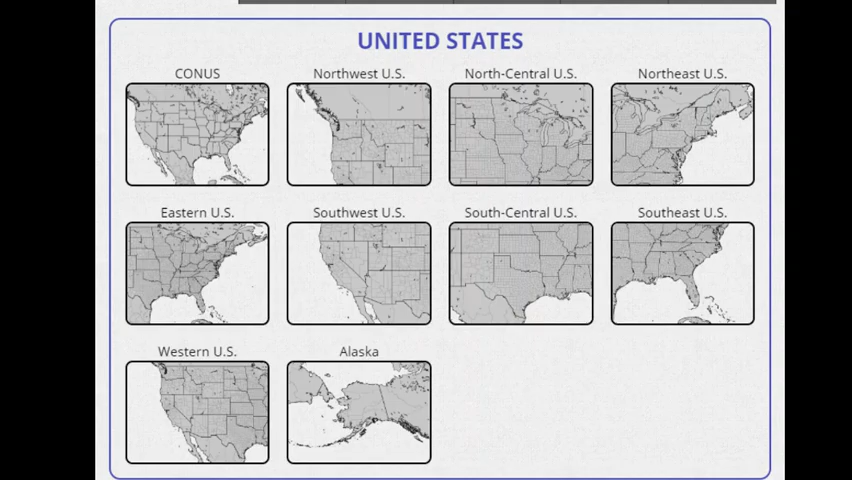 UNITED STATES
CONUS
Northwest U.S.
North-Central U.S.
Northeast U.S.
Eastern U.S.
Southwest U.S.
South-Central U.S.
Southeast U.S.
Western U.S.
Alaska